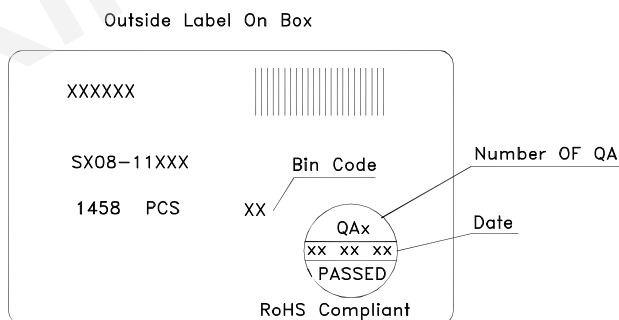 Outside Label On Box
XXXXXX
SX08-11XXX
Bin Code
Number OF QA
1458 PCS
XX
QAx
Date
XX XX XX
PASSED
RoHS Compliant